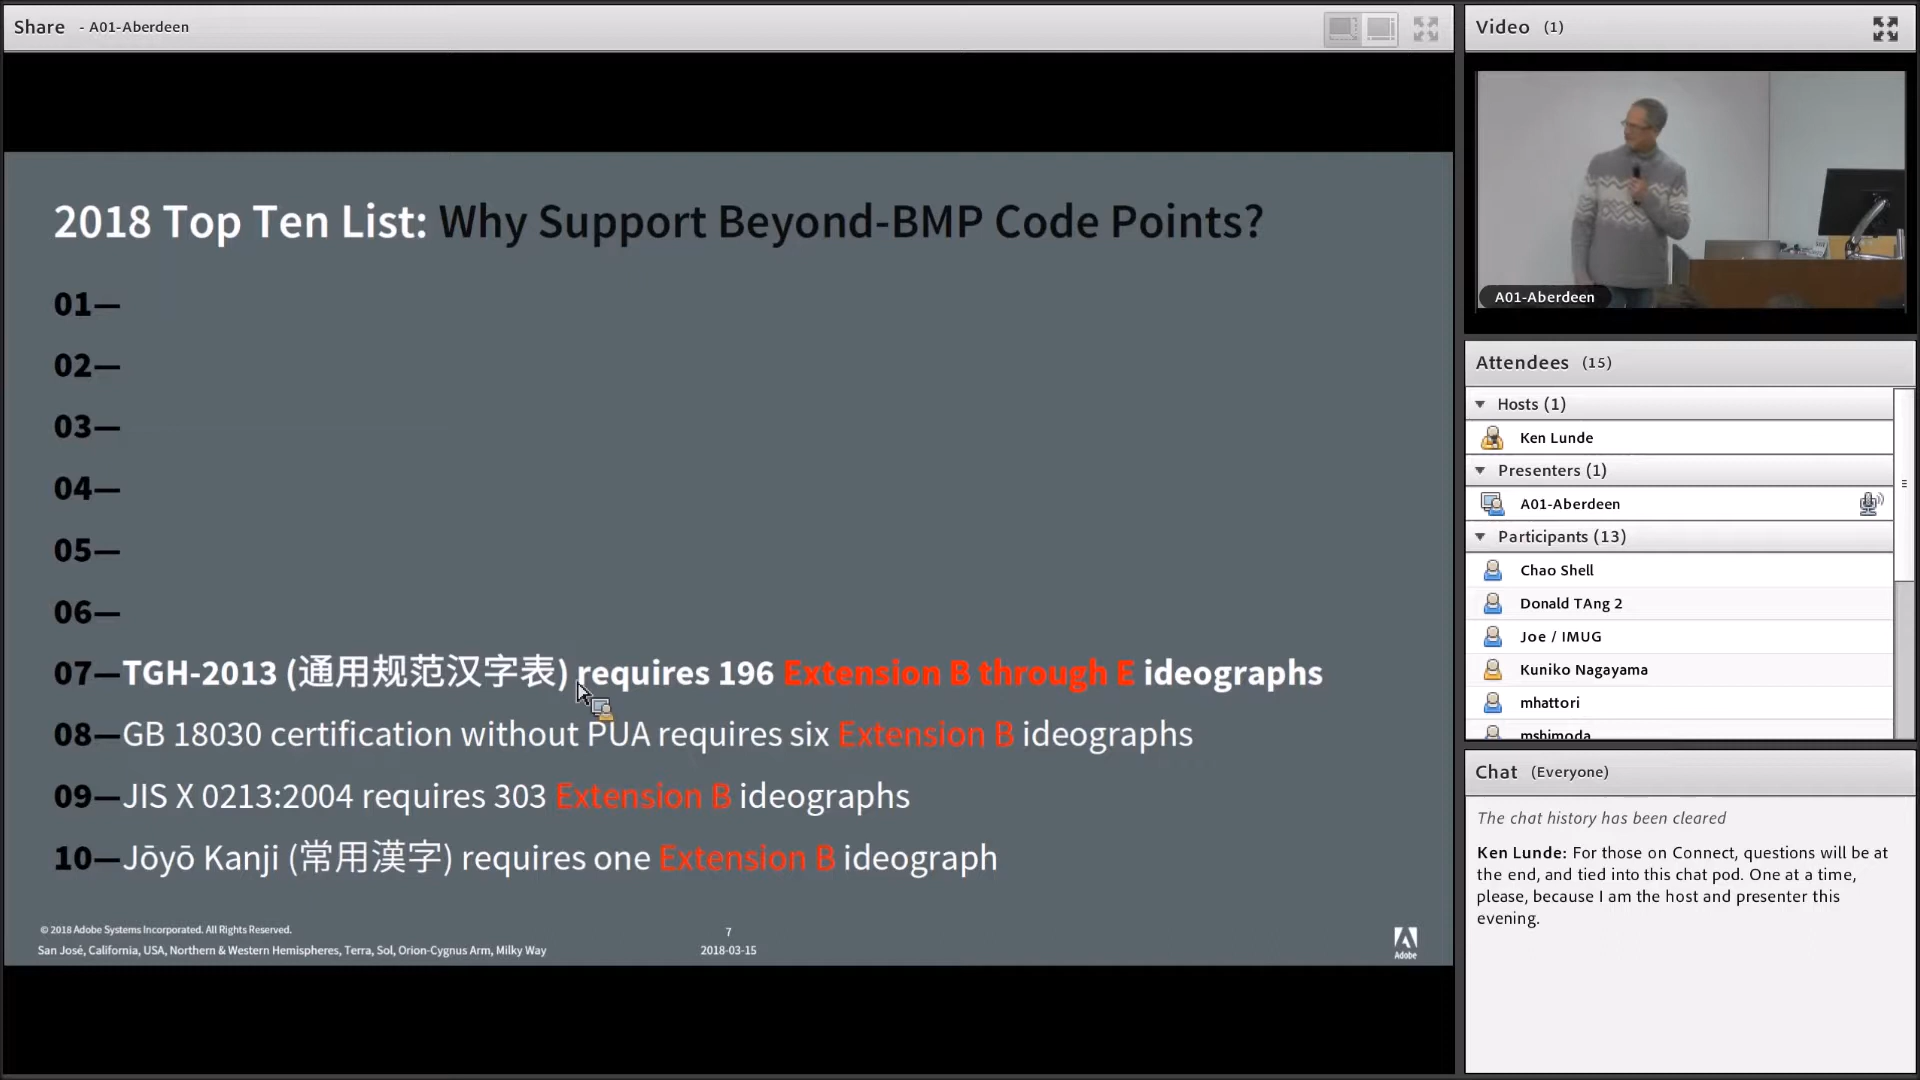 Share - A01-Aberdeen
2018 Top Ten List: Why Support Beyond-BMP Code Points?
01—
02—
03—
04—
05—
06—
07—TGH-2013 (通用规范汉字表) requires 196 Extension B through E ideographs
08—GB 18030 certification without PUA requires six Extension B ideographs
09—JIS X 0213:2004 requires 303 Extension B ideographs
10—Jōyō Kanji (常用漢字) requires one Extension B ideograph
© 2018 Adobe Systems Incorporated. All Rights Reserved.
San José, California, USA, Northern & Western Hemispheres, Terra, Sol, Orion-Cygnus Arm, Milky Way
7
2018-03-15
Adobe
Video (1)
A01-Aberdeen
Attendees (15)
Hosts (1)
Ken Lunde
Presenters (1)
A01-Aberdeen
Participants (13)
Chao Shell
Donald TAng 2
Joe / IMUG
Kuniko Nagayama
mhattori
mshimoda
Chat (Everyone)
The chat history has been cleared
Ken Lunde: For those on Connect, questions will be at
the end, and tied into this chat pod. One at a time,
please, because I am the host and presenter this
evening.